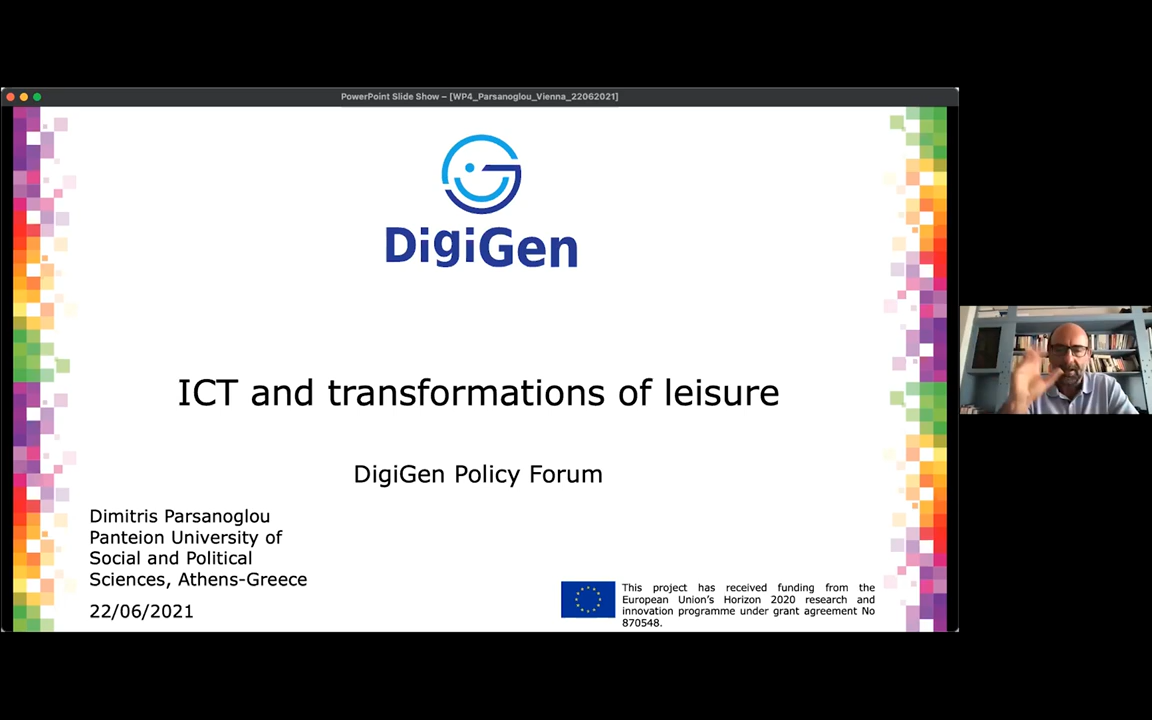 PowerPoint Slide Show – [WP4_Parsanoglou_Vienna_22062021]
DigiGen
ICT and transformations of leisure
DigiGen Policy Forum
Dimitris Parsanoglou
Panteion University of
Social and Political
Sciences, Athens-Greece
22/06/2021
This project has received funding from the
European Union's Horizon 2020 research and
innovation programme under grant agreement No
870548.